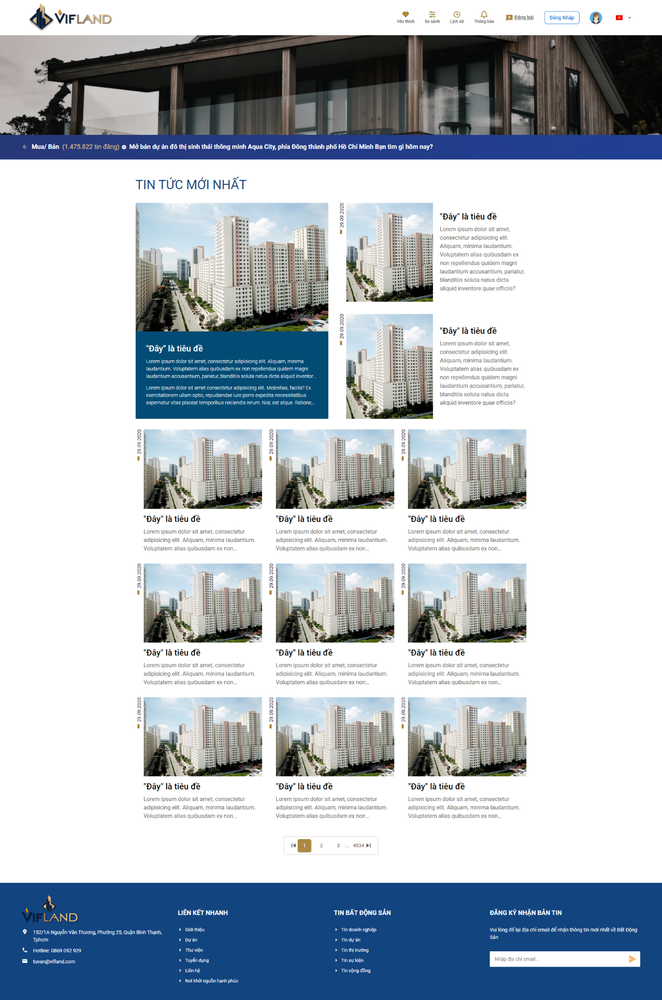 VIFLAND
Yêu thích
So sánh
Lịch sử
Thông báo
Đăng bài
Đăng Nhập
Mua/ Bán (1.475.822 tin đăng) Mở bán dự án đô thị sinh thái thông minh Aqua City, phía Đông thành phố Hồ Chí Minh Bạn tìm gì hôm nay?
TIN TỨC MỚI NHẤT
"Đây" là tiêu đề
Lorem ipsum dolor sit amet, consectetur adipisicing elit. Aliquam, minima
laudantium. Voluptatem alias quibusdam ex non repellendus quidem magni
laudantium accusantium, pariatur, blanditiis soluta natus dicta aliquid inventor...
Lorem ipsum dolor sit amet consectetur adipisicing elit. Molestias, facilis? Ex
exercitationem ullam optio, repudiandae iure porro expedita necessitatibus
aspernatur vitae placeat temporibus reiciendis rerum. Nisi, est atque. Ratione,...
29.09.2020
"Đây" là tiêu đề
Lorem ipsum dolor sit amet,
consectetur adipisicing elit.
Aliquam, minima laudantium.
Voluptatem alias quibusdam ex
non repellendus quidem magni
laudantium accusantium, pariatur,
blanditiis soluta natus dicta
aliquid inventore quae officiis?
29.09.2020
"Đây" là tiêu đề
Lorem ipsum dolor sit amet,
consectetur adipisicing elit.
Aliquam, minima laudantium.
Voluptatem alias quibusdam ex
non repellendus quidem magni
laudantium accusantium, pariatur,
blanditiis soluta natus dicta
aliquid inventore quae officiis?
29.09.2020
"Đây" là tiêu đề
Lorem ipsum dolor sit amet, consectetur
adipisicing elit. Aliquam, minima laudantium.
Voluptatem alias quibusdam ex non...
29.09.2020
"Đây" là tiêu đề
Lorem ipsum dolor sit amet, consectetur
adipisicing elit. Aliquam, minima laudantium.
Voluptatem alias quibusdam ex non...
29.09.2020
"Đây" là tiêu đề
Lorem ipsum dolor sit amet, consectetur
adipisicing elit. Aliquam, minima laudantium.
Voluptatem alias quibusdam ex non...
29.09.2020
"Đây" là tiêu đề
Lorem ipsum dolor sit amet, consectetur
adipisicing elit. Aliquam, minima laudantium.
Voluptatem alias quibusdam ex non...
29.09.2020
"Đây" là tiêu đề
Lorem ipsum dolor sit amet, consectetur
adipisicing elit. Aliquam, minima laudantium.
Voluptatem alias quibusdam ex non...
29.09.2020
"Đây" là tiêu đề
Lorem ipsum dolor sit amet, consectetur
adipisicing elit. Aliquam, minima laudantium.
Voluptatem alias quibusdam ex non...
29.09.2020
"Đây" là tiêu đề
Lorem ipsum dolor sit amet, consectetur
adipisicing elit. Aliquam, minima laudantium.
Voluptatem alias quibusdam ex non...
29.09.2020
"Đây" là tiêu đề
Lorem ipsum dolor sit amet, consectetur
adipisicing elit. Aliquam, minima laudantium.
Voluptatem alias quibusdam ex non...
29.09.2020
"Đây" là tiêu đề
Lorem ipsum dolor sit amet, consectetur
adipisicing elit. Aliquam, minima laudantium.
Voluptatem alias quibusdam ex non...
1 2 3 ... 4534
VIFLAND
152/1A Nguyễn Văn Thương, Phường 25, Quận Bình Thạnh,
Tphcm
Hotline: 0869 092 929
tuvan@vifland.com
LIÊN KẾT NHANH
Giới thiệu
Dự án
Thư viện
Tuyển dụng
Liên hệ
Nơi khởi nguồn hạnh phúc
TIN BẤT ĐỘNG SẢN
Tin doanh nghiệp
Tin dự án
Tin thị trường
Tin sự kiện
Tin cộng đồng
ĐĂNG KÝ NHẬN BẢN TIN
Vui lòng để lại địa chỉ email để nhận thông tin mới nhất về Bất Động
Sản
Nhập địa chỉ email...